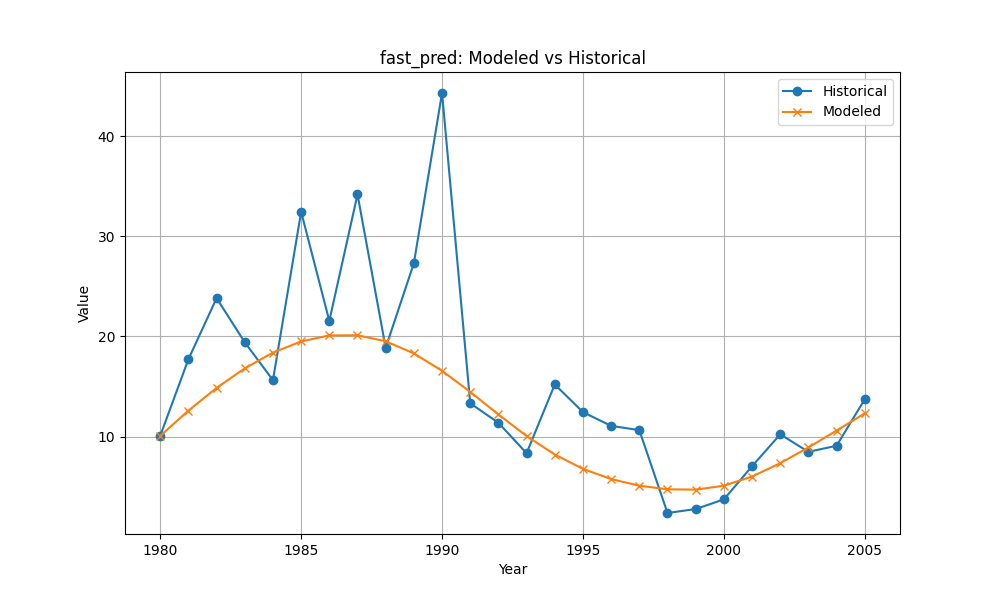 fast_pred: Modeled vs Historical
Historical
Modeled
40
30
20
10
Value
1980
1985
1990
1995
2000
2005
Year